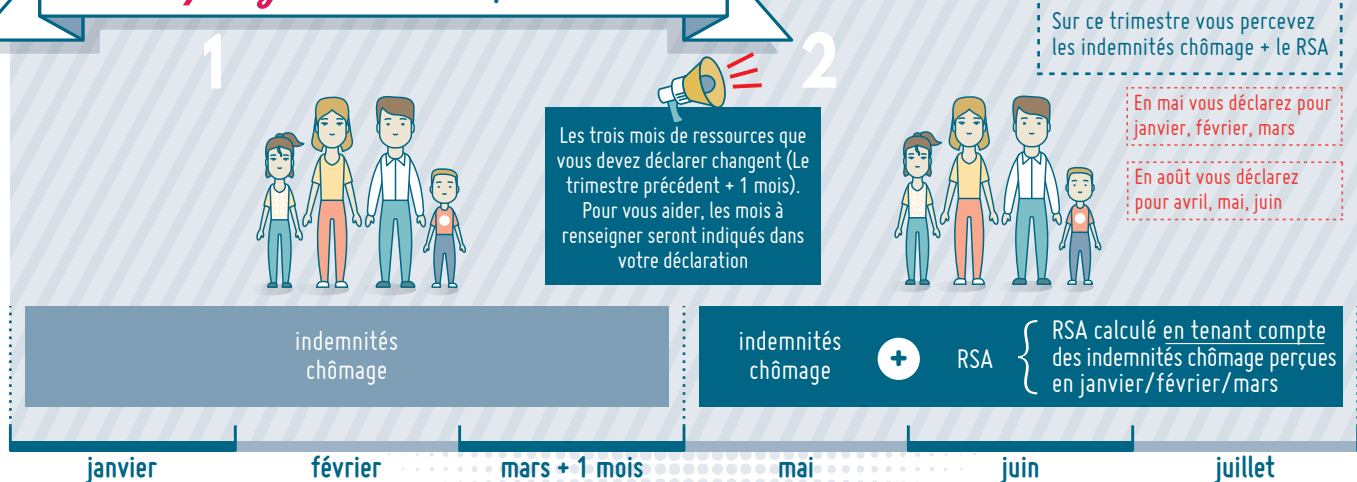 1
2
Sur ce trimestre vous percevez
les indemnités chômage + le RSA
En mai vous déclarez pour
janvier, février, mars
En août vous déclarez
pour avril, mai, juin
Les trois mois de ressources que
vous devez déclarer changent (Le
trimestre précédent + 1 mois).
Pour vous aider, les mois à
renseigner seront indiqués dans
votre déclaration
indemnités
chômage
indemnités
chômage
+
RSA
RSA calculé en tenant compte
des indemnités chômage perçues
en janvier/février/mars
janvier
février
mars + 1 mois
mai
juin
juillet